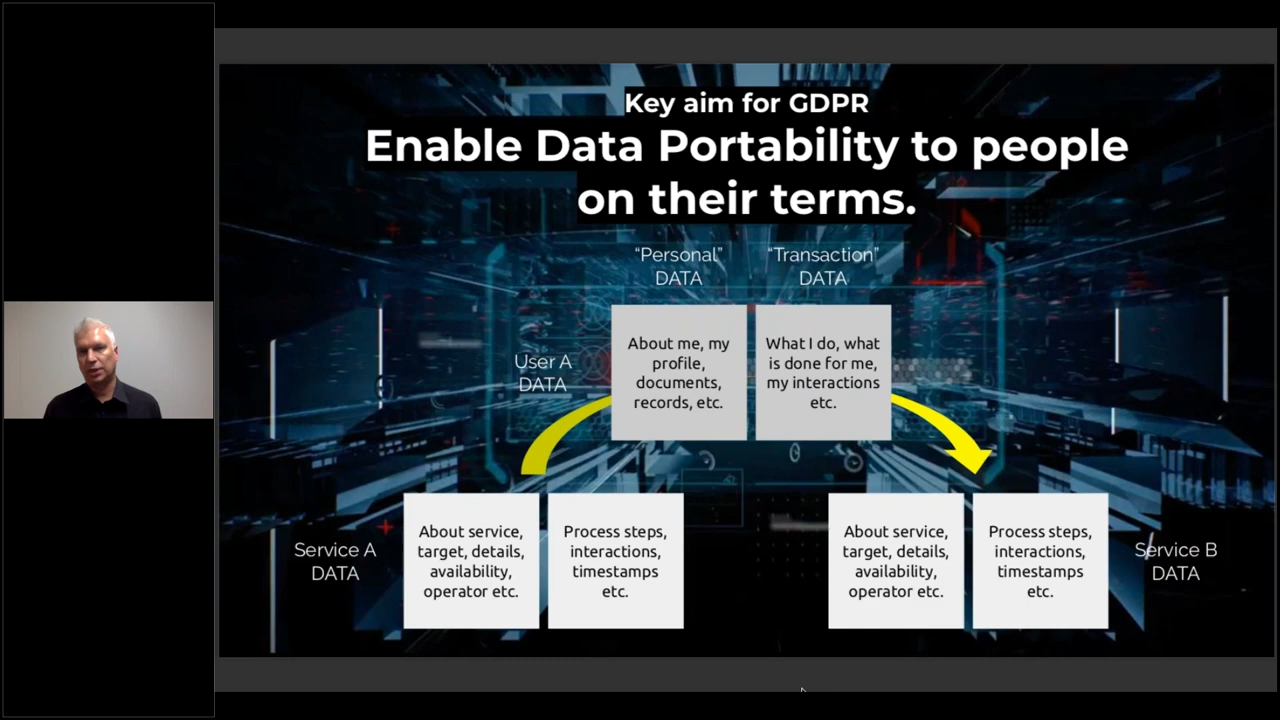 Key aim for GDPR
Enable Data Portability to people
on their terms.
“Personal”
DATA
“Transaction”
DATA
User A
DATA
About me, my
profile,
documents,
records, etc.
What I do, what
is done for me,
my interactions
etc.
Service A
DATA
About service,
target, details,
availability,
operator etc.
Process steps,
interactions,
timestamps
etc.
About service,
target, details,
availability,
operator etc.
Process steps,
interactions,
timestamps
etc.
Service B
DATA